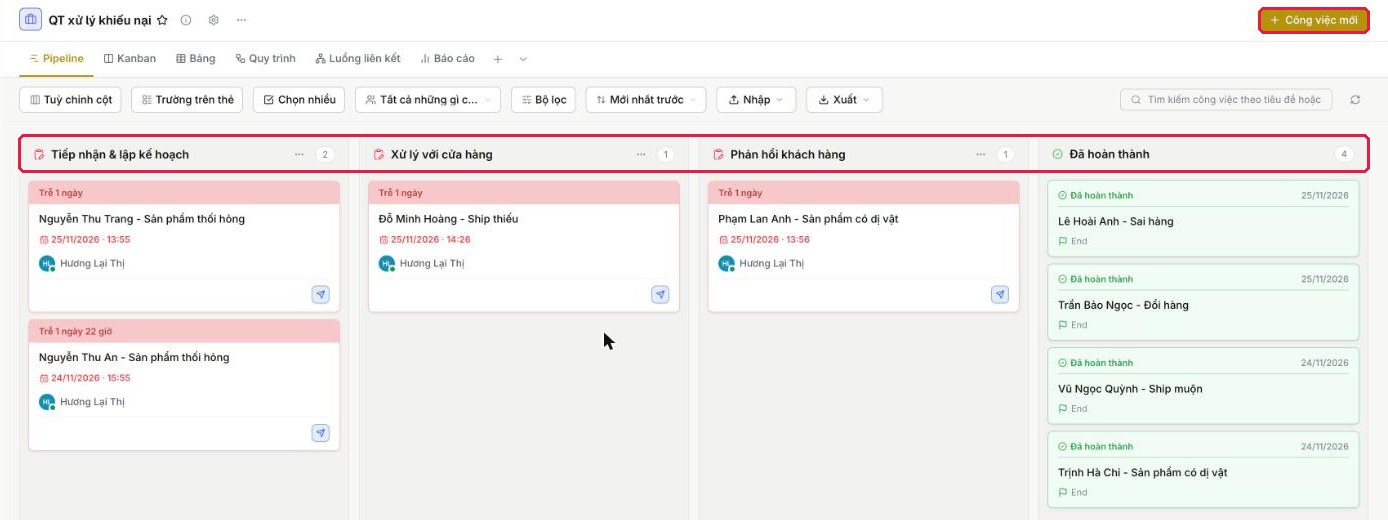 QT xử lý khiếu nại
+ Công việc mới
Pipeline
Kanban
Bảng
Quy trình
Luồng liên kết
Báo cáo
Tuỳ chỉnh cột
Trường trên thẻ
Chọn nhiều
Tất cả những gì c...
Bộ lọc
Mới nhất trước
Nhập
Xuất
Tìm kiếm công việc theo tiêu đề hoặc
Tiếp nhận & lập kế hoạch
2
Trễ 1 ngày
Nguyễn Thu Trang - Sản phẩm thối hỏng
25/11/2026 · 13:55
HL Hương Lại Thị
Trễ 1 ngày 22 giờ
Nguyễn Thu An - Sản phẩm thối hỏng
24/11/2026 · 15:55
HL Hương Lại Thị
Xử lý với cửa hàng
1
Trễ 1 ngày
Đỗ Minh Hoàng - Ship thiếu
25/11/2026 · 14:26
HL Hương Lại Thị
Phản hồi khách hàng
1
Trễ 1 ngày
Phạm Lan Anh - Sản phẩm có dị vật
25/11/2026 · 13:56
HL Hương Lại Thị
Đã hoàn thành
4
Đã hoàn thành 25/11/2026
Lê Hoài Anh - Sai hàng
End
Đã hoàn thành 25/11/2026
Trần Bảo Ngọc - Đổi hàng
End
Đã hoàn thành 24/11/2026
Vũ Ngọc Quỳnh - Ship muộn
End
Đã hoàn thành 24/11/2026
Trịnh Hà Chi - Sản phẩm có dị vật
End